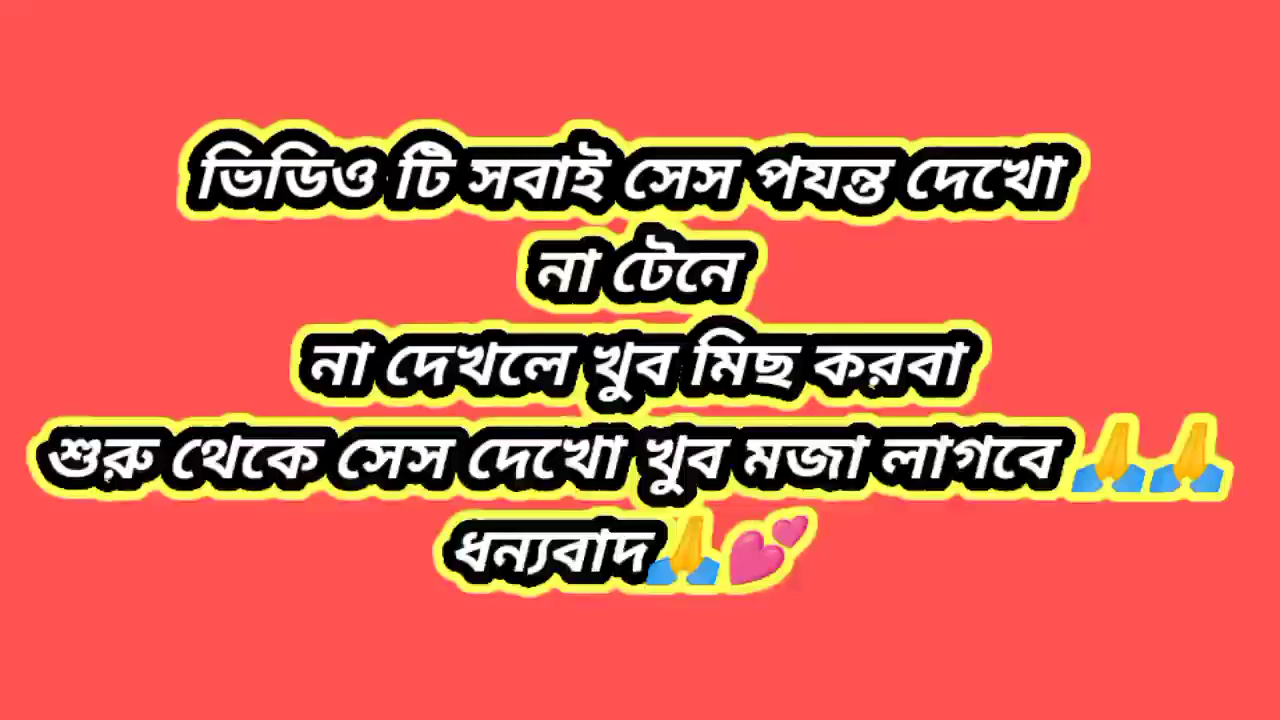 ভিডিও টি সবাই সেস পযন্ত দেখো
না টেনে
না দেখলে খুব মিছ করবা
শুরু থেকে সেস দেখো খুব মজা লাগবে 🙏🙏
ধন্যবাদ🙏💕